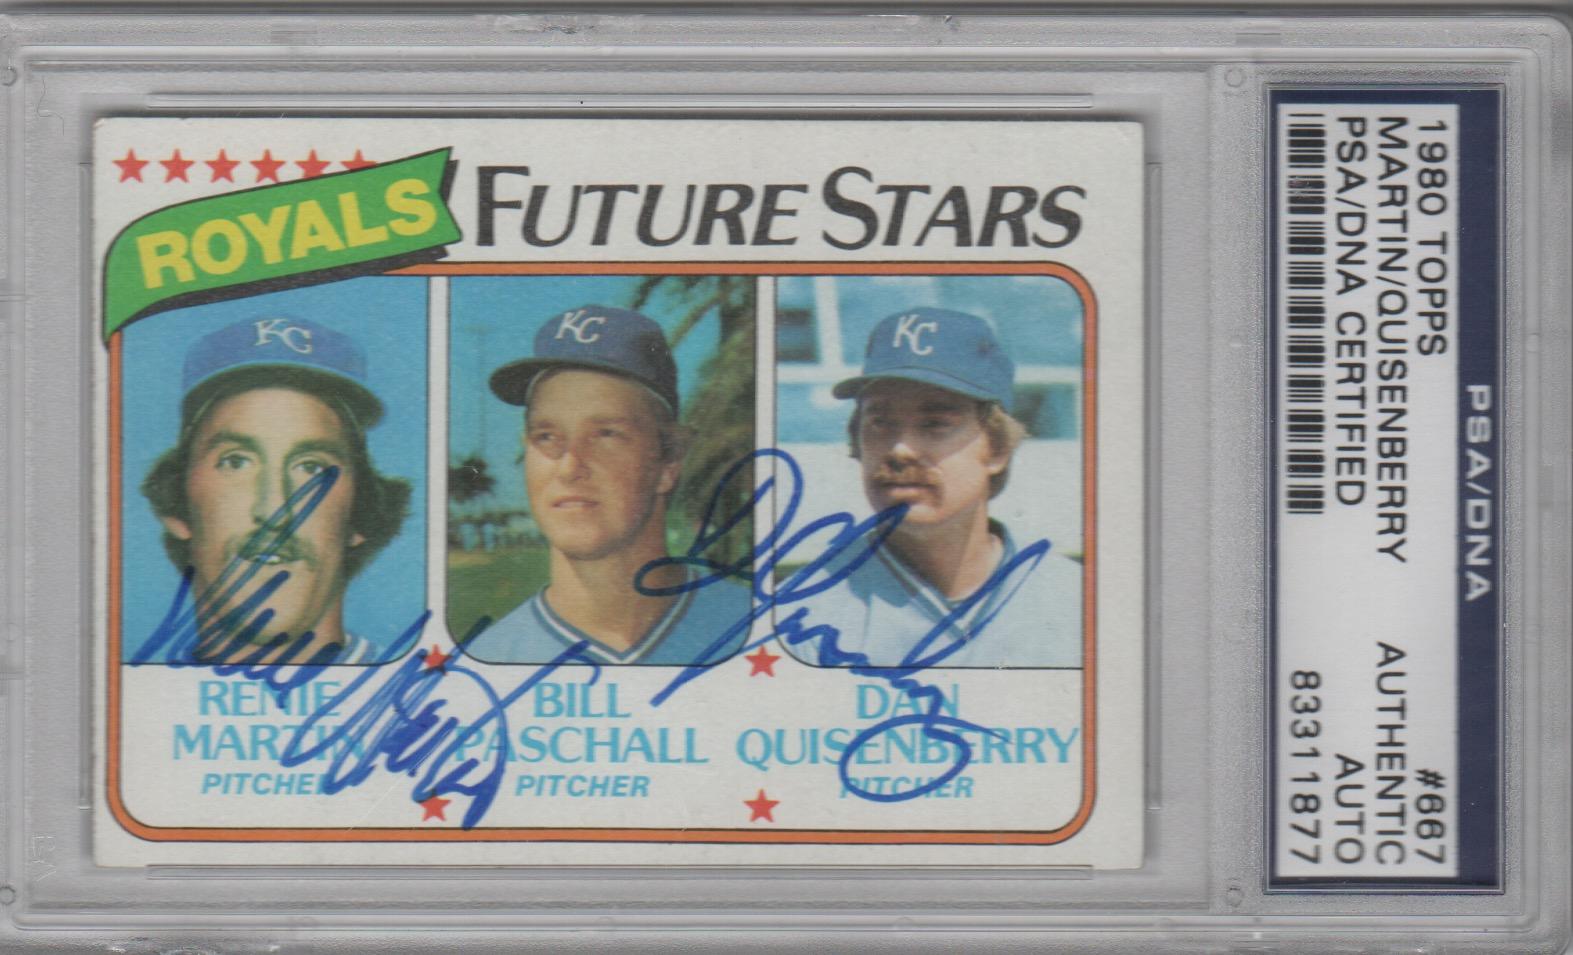 ROYALS
FUTURE STARS
KC
KC
KC
RENIE
MARTIN
PITCHER
BILL
PASCHALL
PITCHER
DAN
QUISENBERRY
PITCHER
PSA/DNA
1980 TOPPS #667
MARTIN/QUISENBERRY AUTHENTIC
PSA/DNA CERTIFIED AUTO
83311877